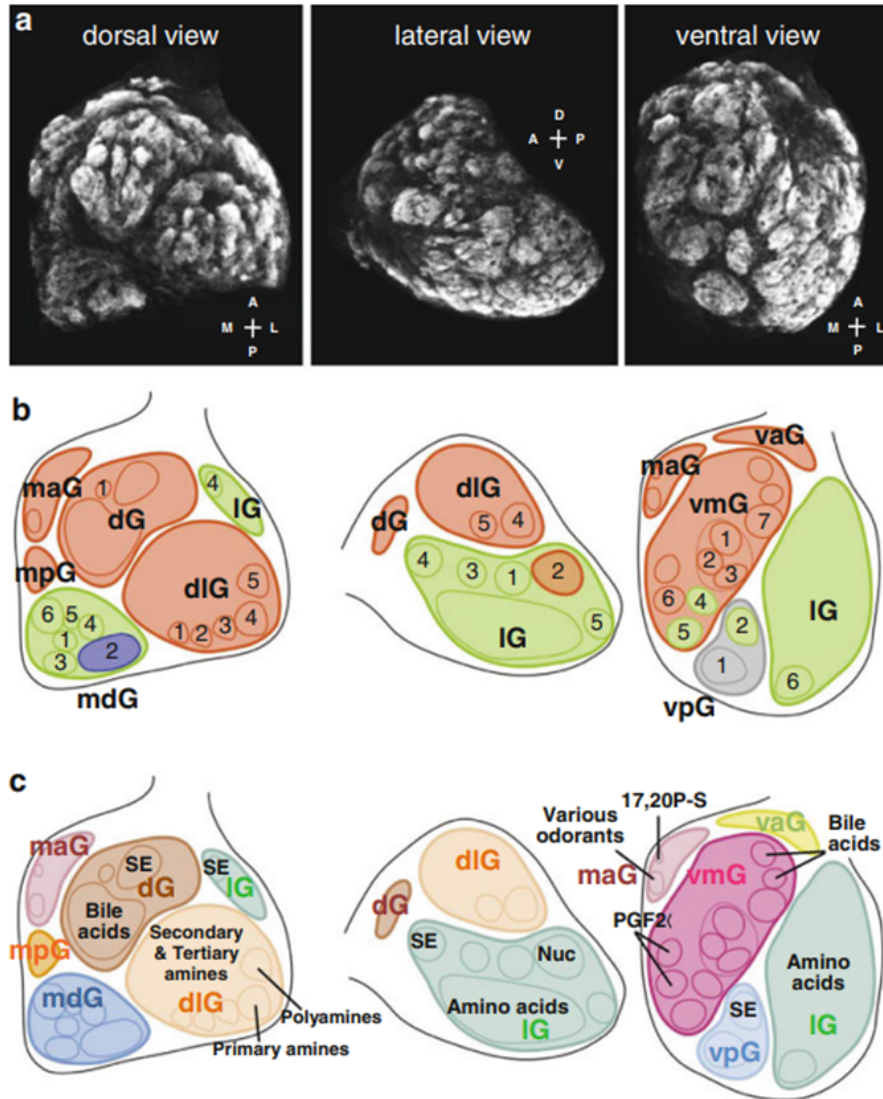 a
dorsal view
lateral view
ventral view
D
A P
V
A
M L
P
A
M L
P
b
maG
1
dG
4
lG
mpG
dlG
5
6 5 4
1
2
3
1 2 3 4
mdG
dlG
dG
5 4
4 3 1 2
lG
5
vaG
maG
vmG
7
1
2
3
6 4
5
2
lG
1
vpG
6
c
maG
SE
dG
SE
lG
Bile
acids
mpG
Secondary
& Tertiary
amines
mdG
dlG
Polyamines
Primary amines
dlG
dG
SE
Nuc
Amino acids
lG
17,20P-S
Various
odorants
vaG
Bile
acids
maG
vmG
PGF2⟨
Amino
acids
SE
lG
vpG